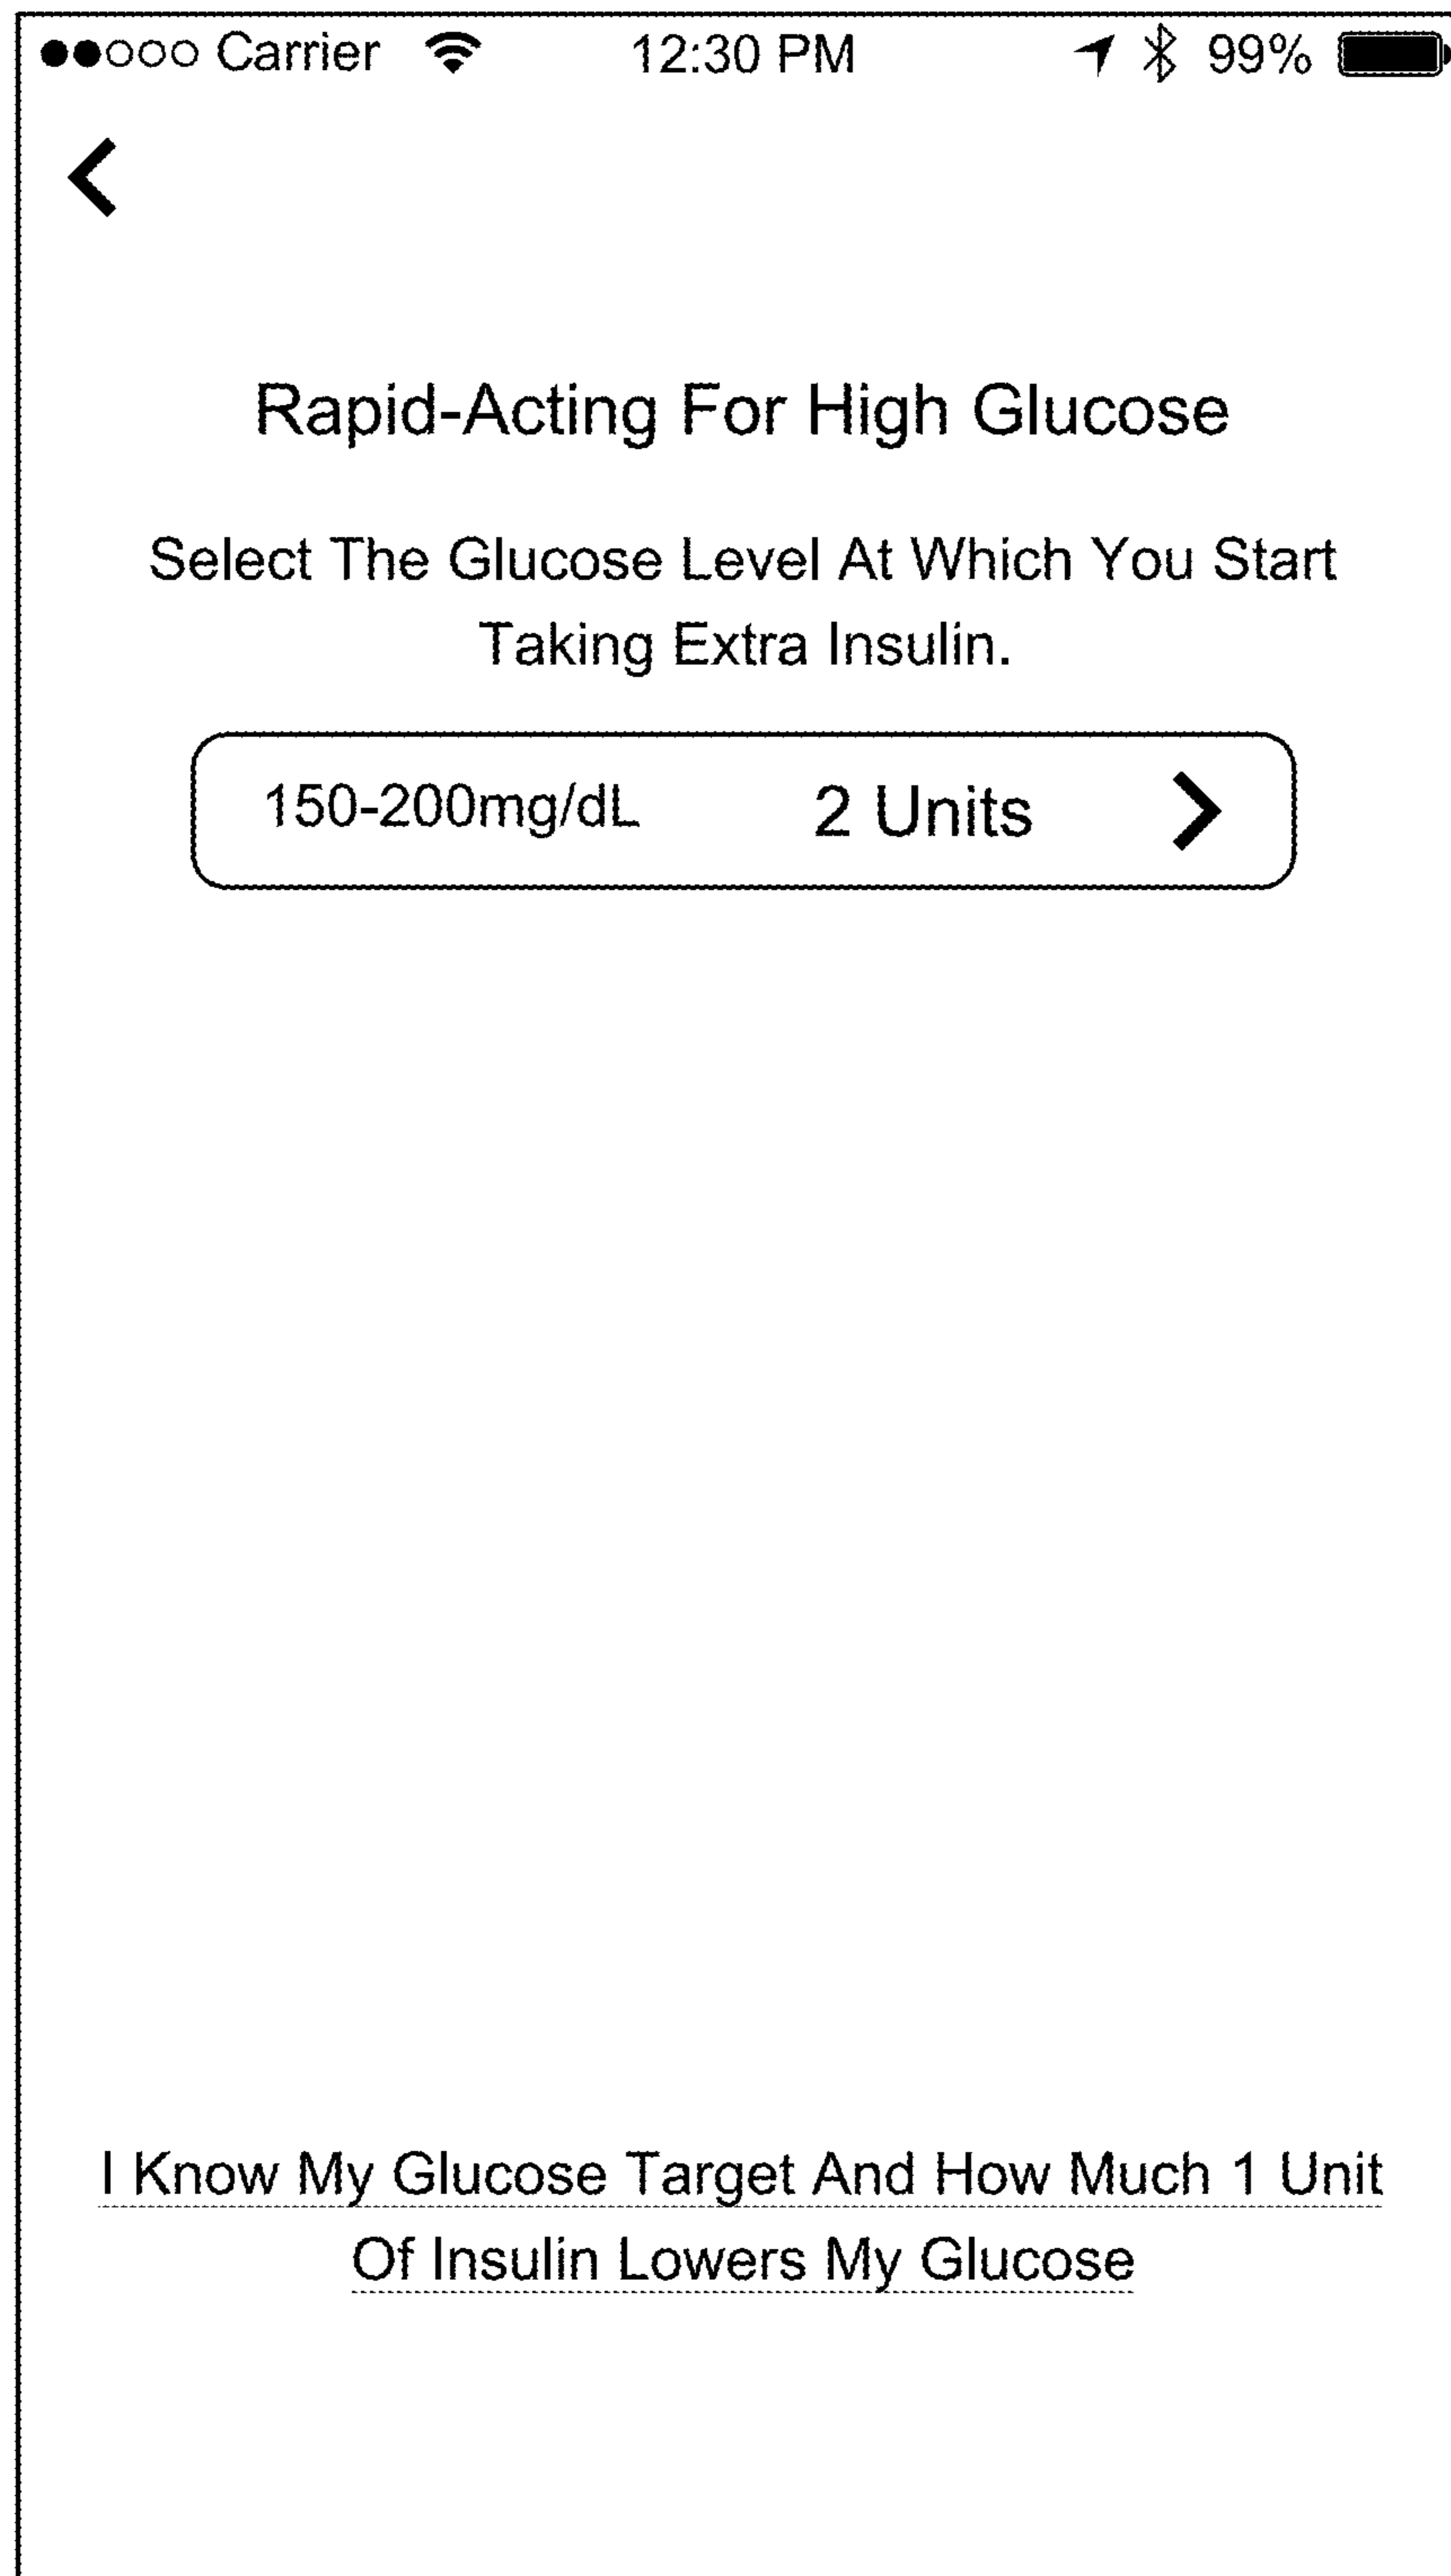 Carrier 12:30 PM 99%
Rapid-Acting For High Glucose
Select The Glucose Level At Which You Start
Taking Extra Insulin.
150-200mg/dL 2 Units
I Know My Glucose Target And How Much 1 Unit
Of Insulin Lowers My Glucose